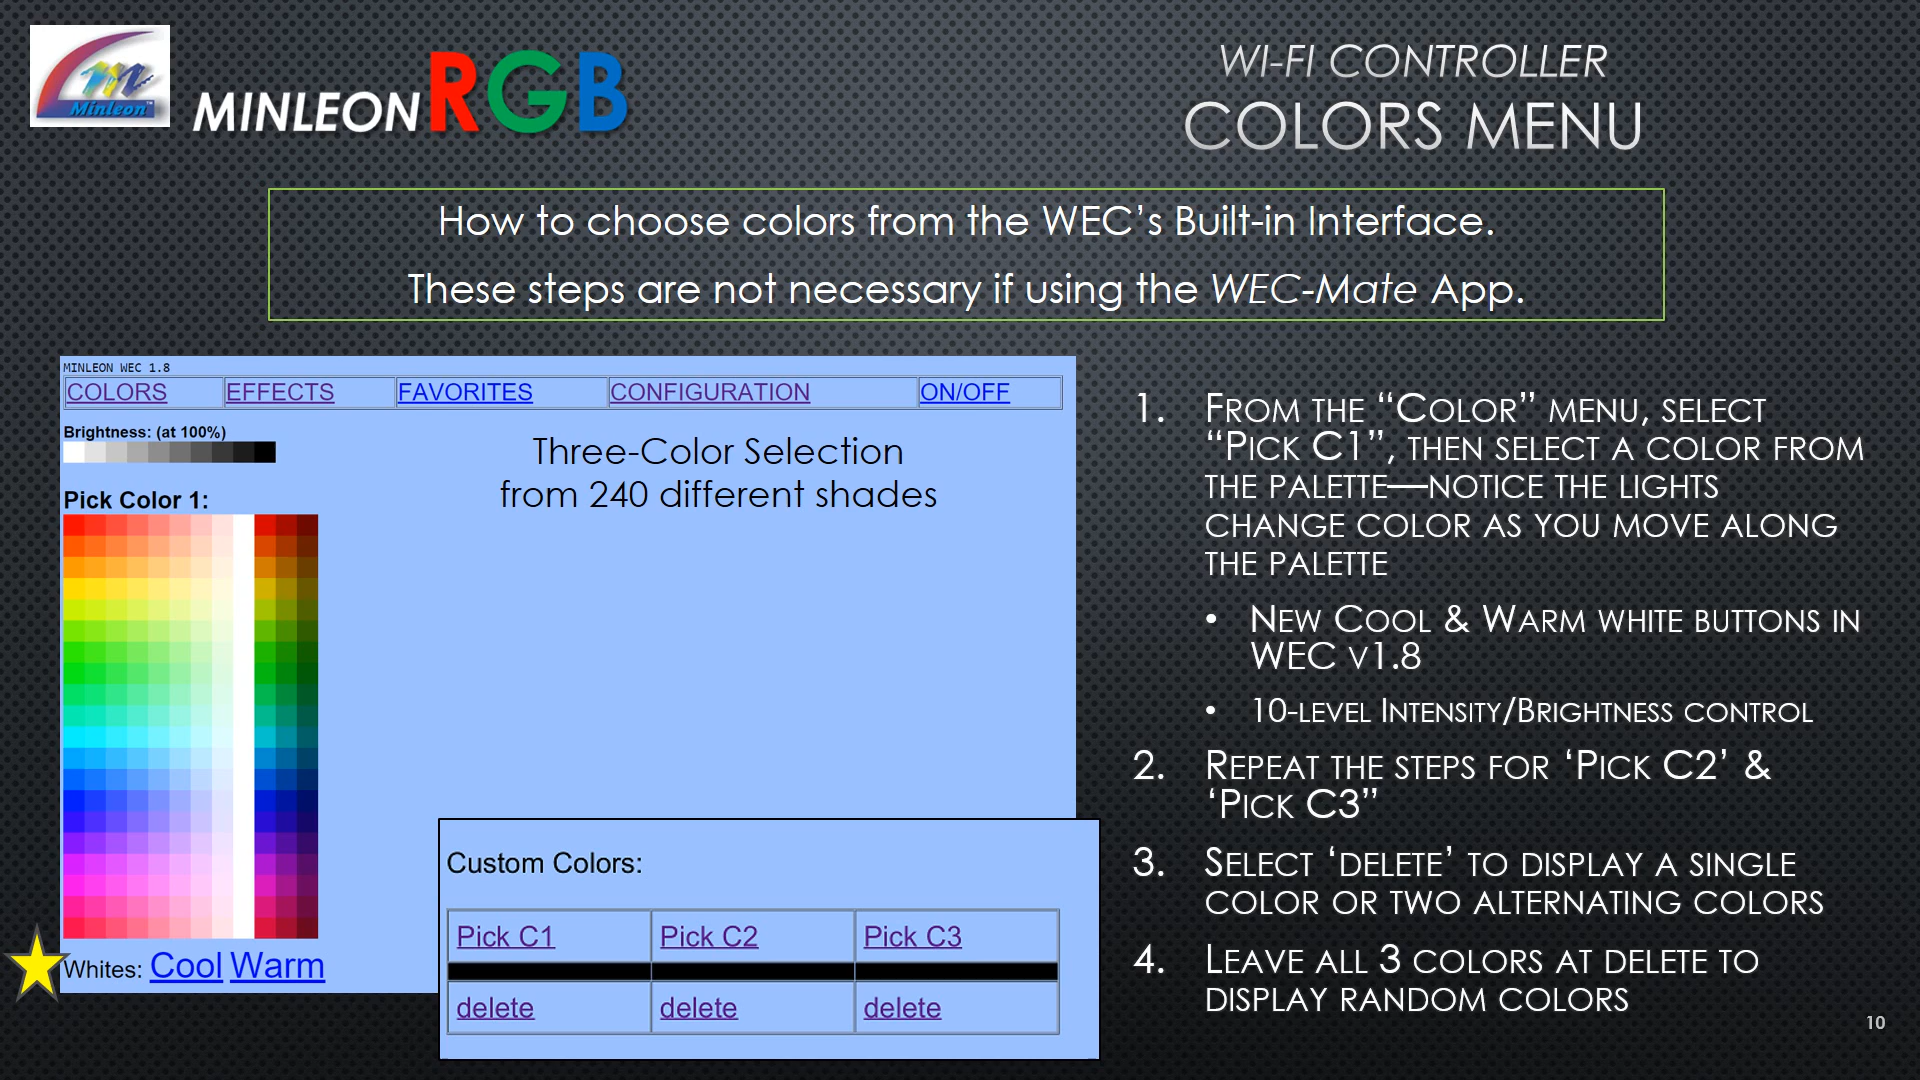 Minleon™
MINLEON RGB
WI-FI CONTROLLER
COLORS MENU
How to choose colors from the WEC’s Built-in Interface.
These steps are not necessary if using the WEC-Mate App.
MINLEON WEC 1.8
COLORS EFFECTS FAVORITES CONFIGURATION ON/OFF
Brightness: (at 100%)
Three-Color Selection
from 240 different shades
Pick Color 1:
Whites: Cool Warm
Custom Colors:
Pick C1 Pick C2 Pick C3
delete delete delete
1. From the “Color” menu, select
“Pick C1”, then select a color from
the palette—notice the lights
change color as you move along
the palette
• New Cool & Warm white buttons in
WEC v1.8
• 10-level Intensity/Brightness control
2. Repeat the steps for ‘Pick C2’ &
‘Pick C3”
3. Select ‘delete’ to display a single
color or two alternating colors
4. Leave all 3 colors at delete to
display random colors
10